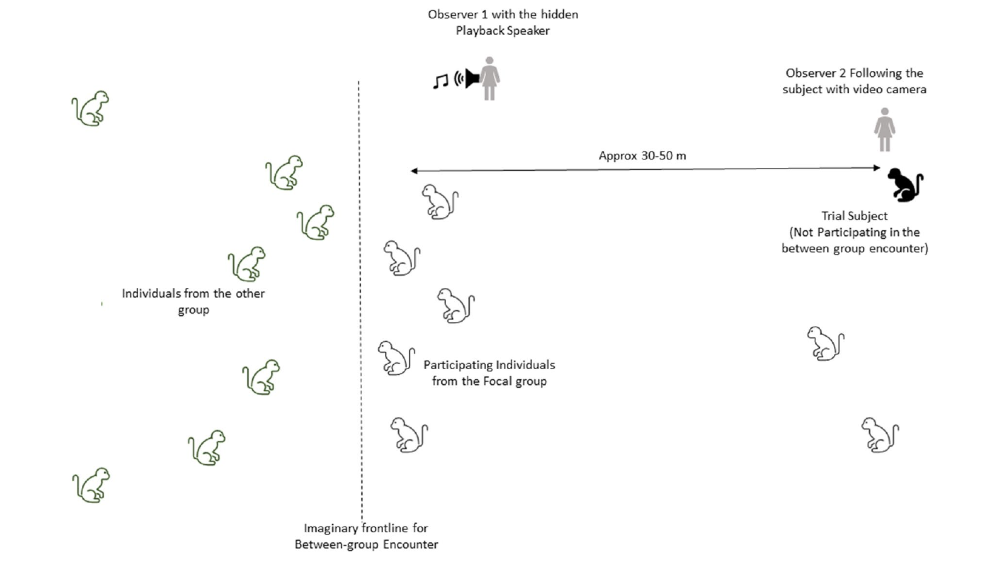 Observer 1 with the hidden
Playback Speaker
Observer 2 Following the
subject with video camera
Approx 30-50 m
Trial Subject
(Not Participating in the
between group encounter)
Individuals from the other
group
Participating Individuals
from the Focal group
Imaginary frontline for
Between-group Encounter